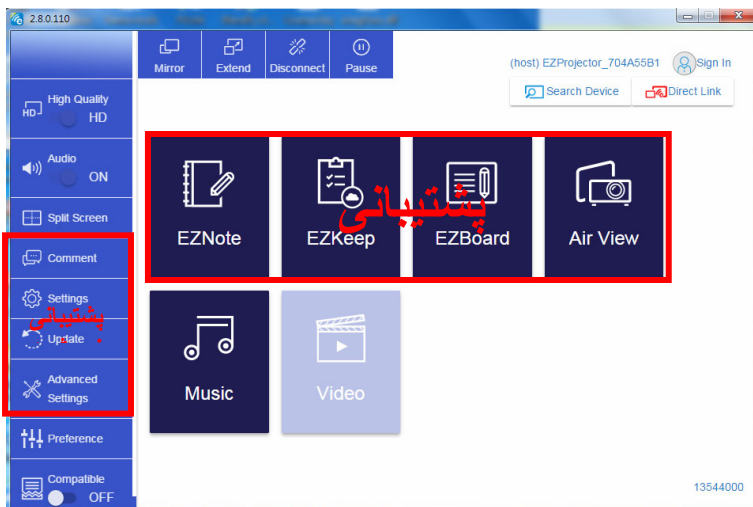 2.8.0.110
Mirror
Extend
Disconnect
Pause
(host) EZProjector_704A55B1
Sign In
Search Device
Direct Link
High Quality
HD
HD
Audio
ON
Split Screen
Comment
Settings
پشتیبانی
Update
Advanced
Settings
Preference
Compatible
OFF
EZNote
EZKeep
EZBoard
Air View
پشتیبانی
Music
Video
13544000